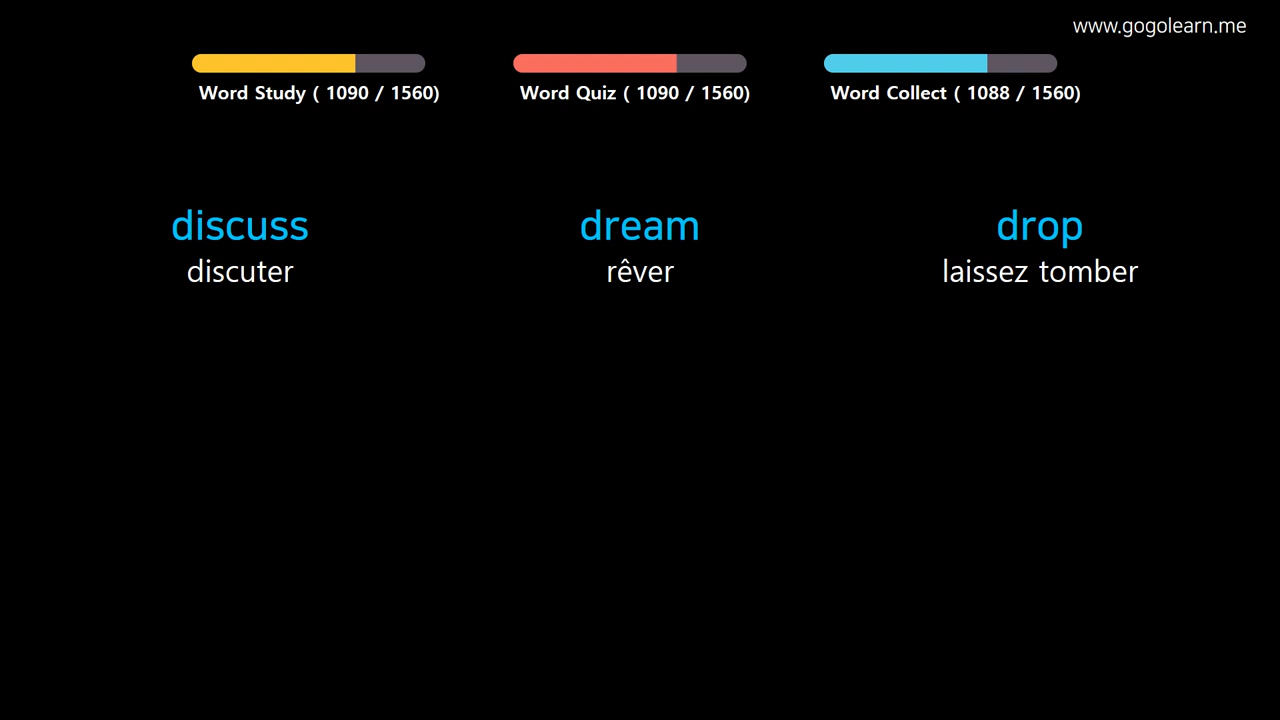 www.gogolearn.me
Word Study ( 1090 / 1560)
Word Quiz ( 1090 / 1560)
Word Collect ( 1088 / 1560)
discuss
discuter
dream
rêver
drop
laissez tomber